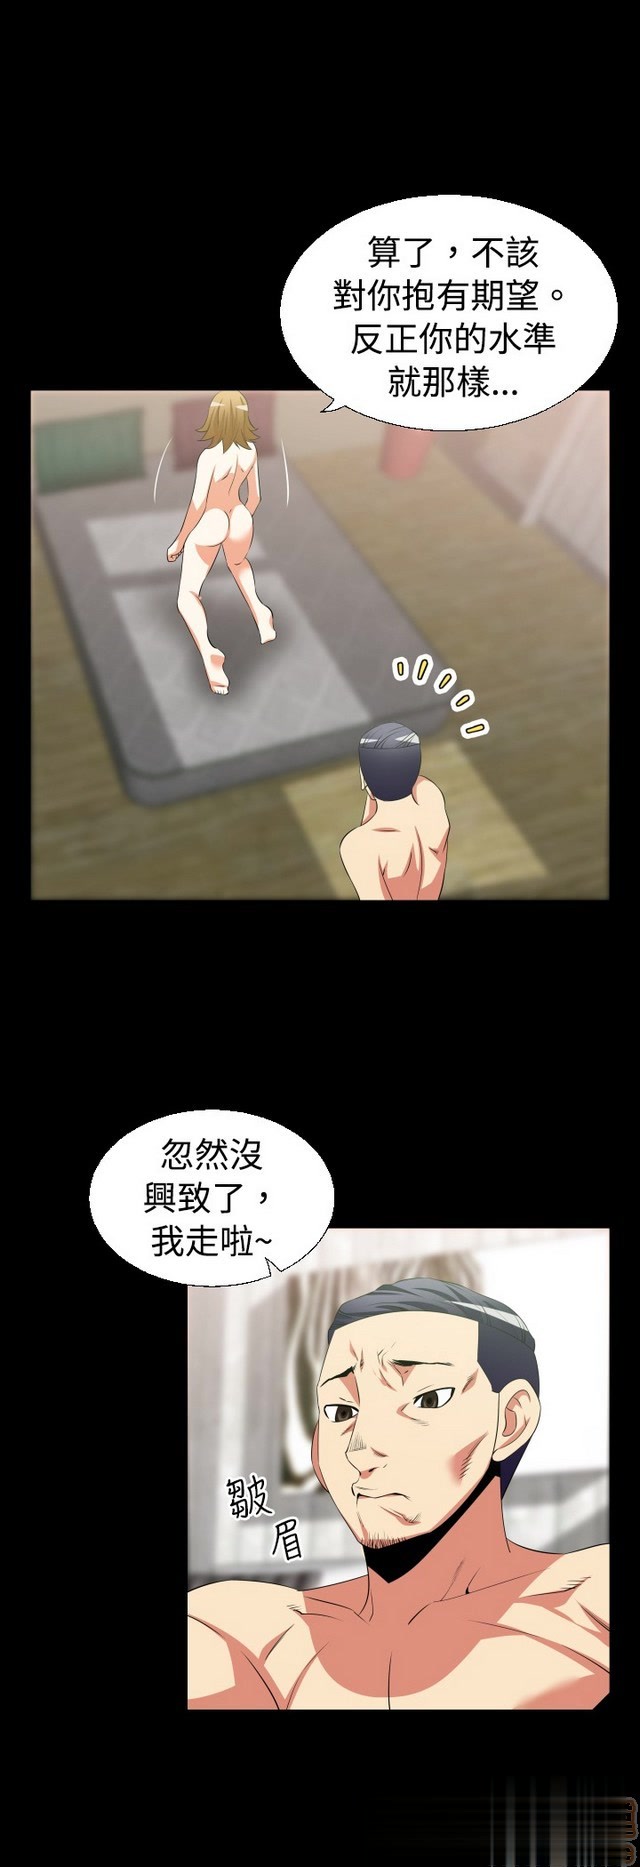 算了，不該
對你抱有期望。
反正你的水準
就那樣...
忽然沒
興致了，
我走啦~
皺
眉